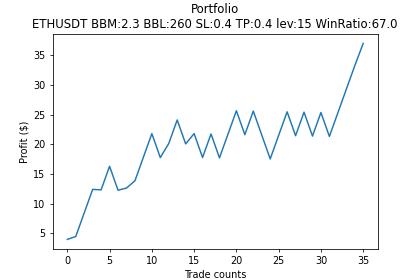 Portfolio
ETHUSDT BBM:2.3 BBL:260 SL:0.4 TP:0.4 lev:15 WinRatio:67.0
35
30
25
20
15
10
5
Profit ($)
0 5 10 15 20 25 30 35
Trade counts